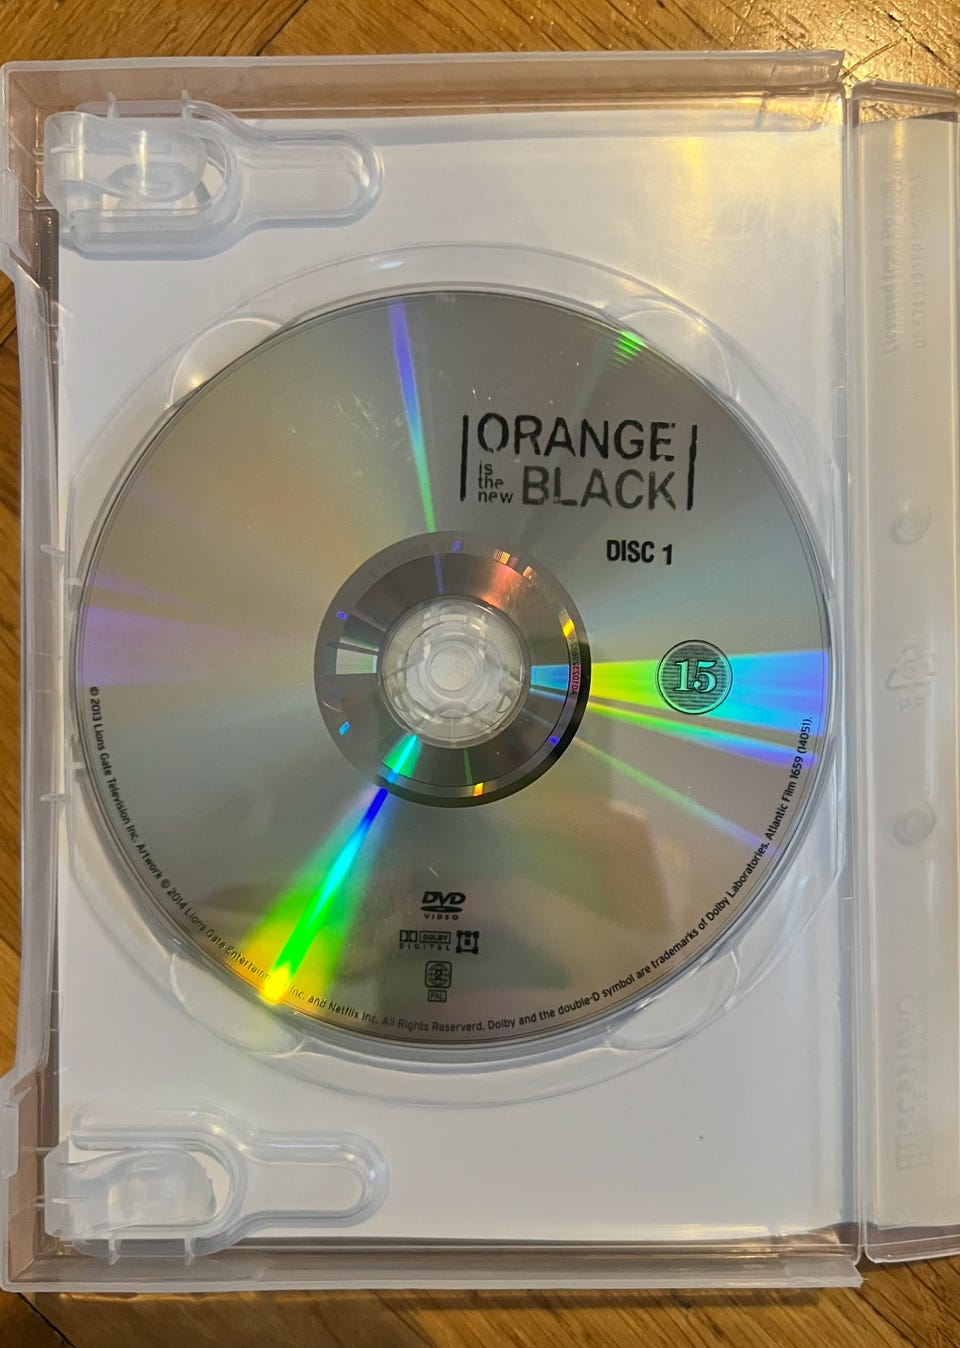 ORANGE
is
the
new BLACK
DISC 1
15
DVD
VIDEO
DOLBY
DIGITAL
2
PAL
© 2013 Lions Gate Television Inc. Artwork © 2014 Lions Gate Entertainment Inc. and Netflix Inc. All Rights Reserverd. Dolby and the double-D symbol are trademarks of Dolby Laboratories. Atlantic Film 1659 (14051).